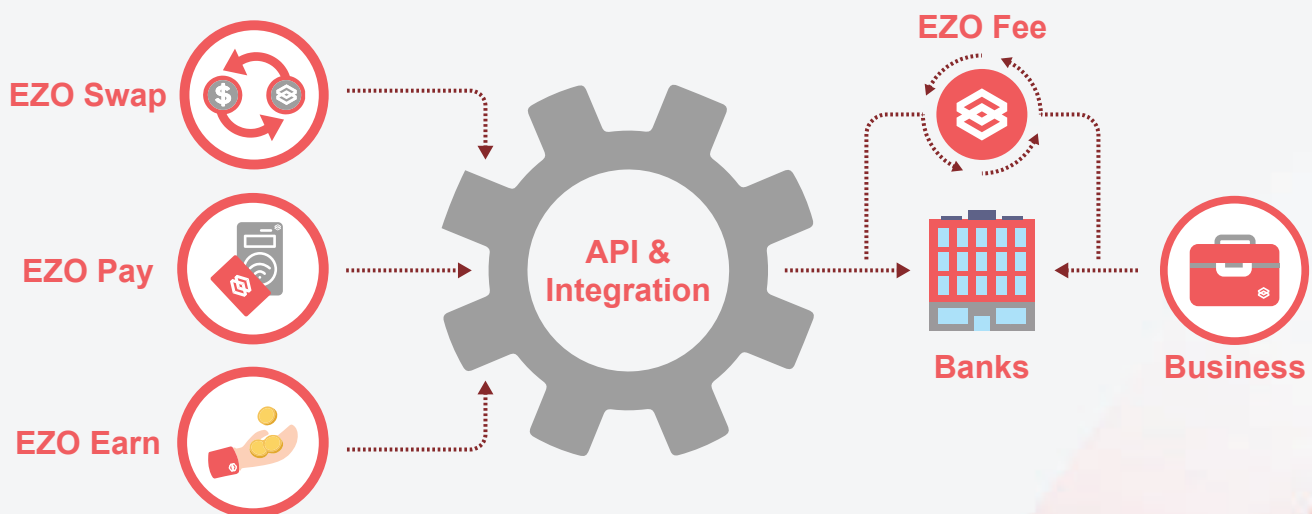 EZO Fee
EZO Swap
EZO Pay
API &
Integration
EZO Earn
Banks
Business